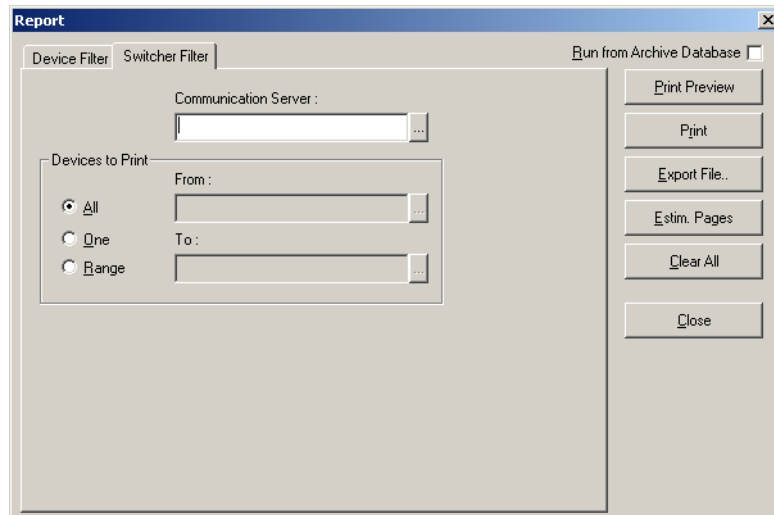 Report
Device Filter
Switcher Filter
Run from Archive Database
Communication Server :
...
Devices to Print
From :
All
...
One
To :
Range
...
Print Preview
Print
Export File..
Estim. Pages
Clear All
Close